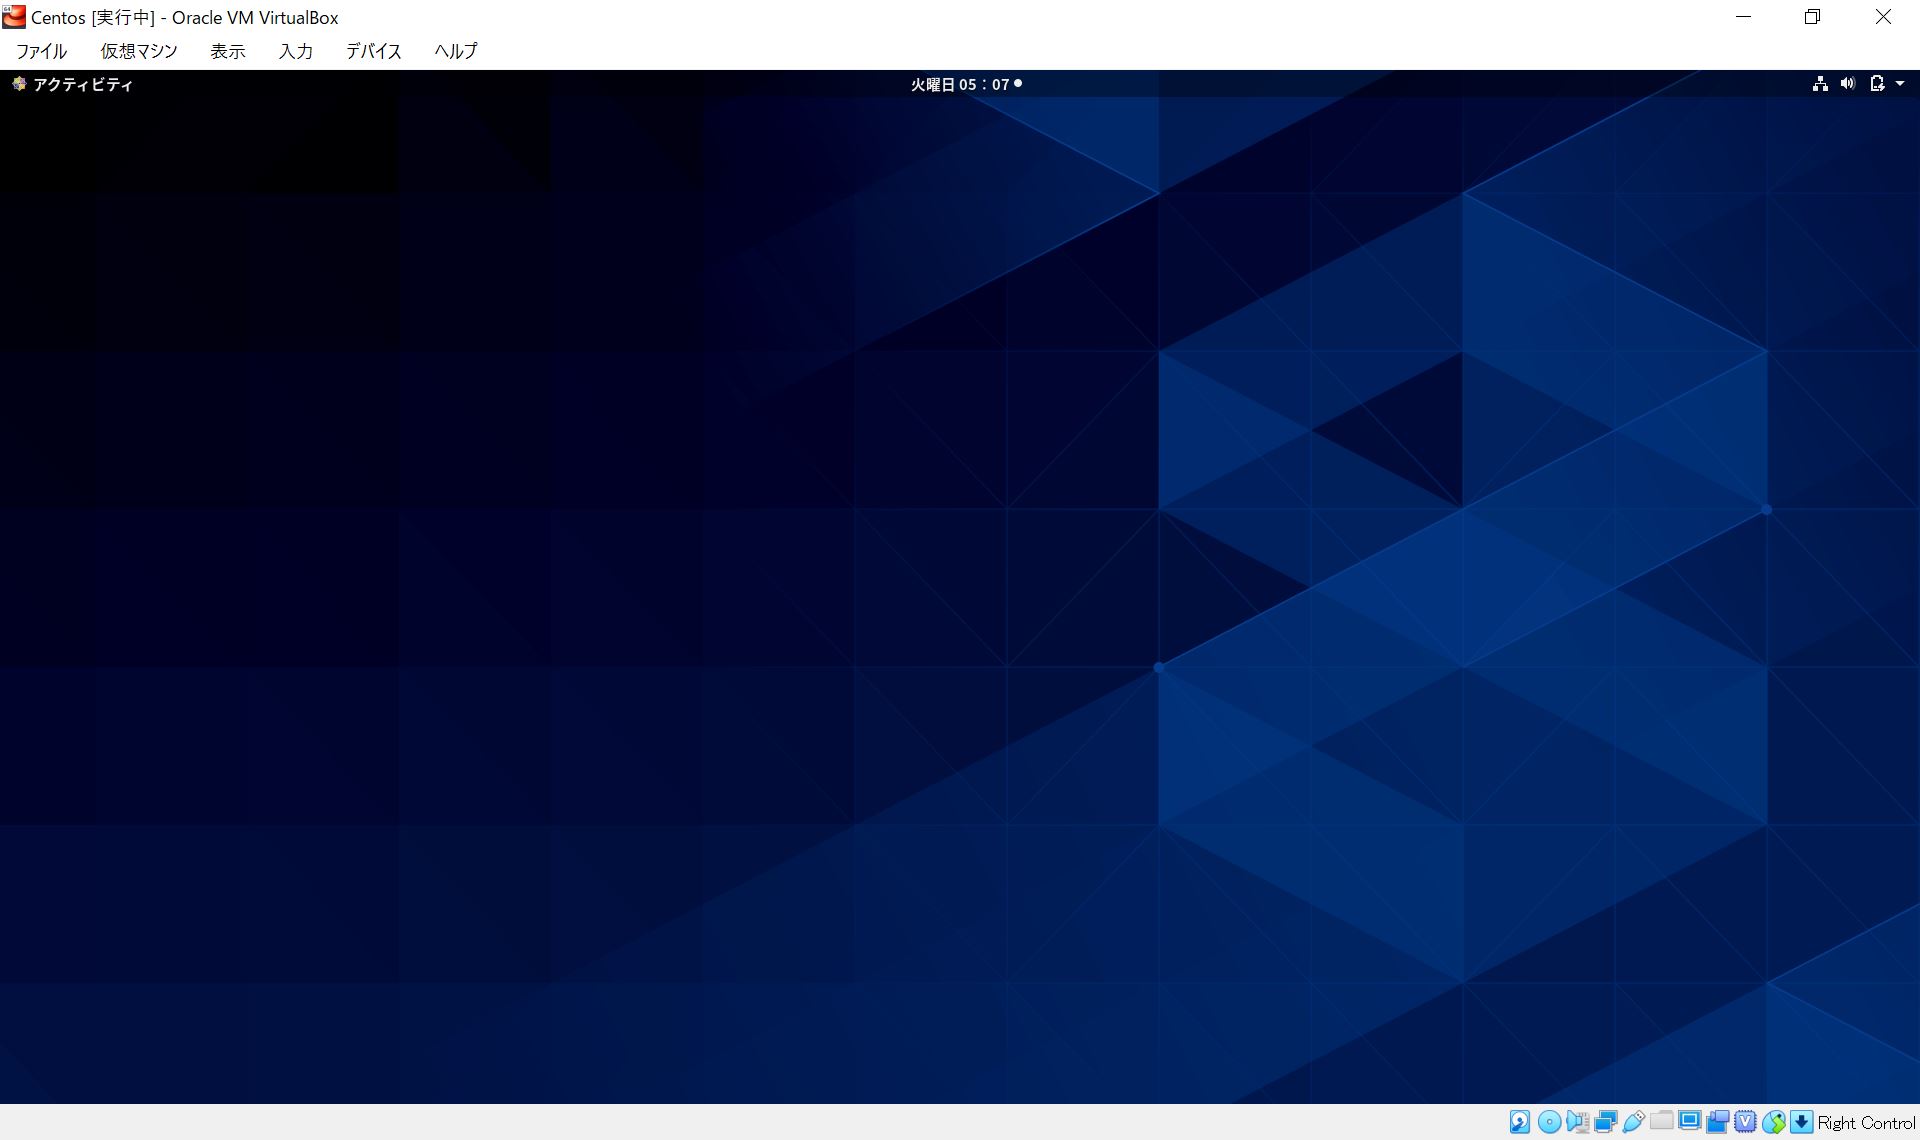 Centos [実行中] - Oracle VM VirtualBox
ファイル 仮想マシン 表示 入力 デバイス ヘルプ
アクティビティ 火曜日 05：07
Right Control